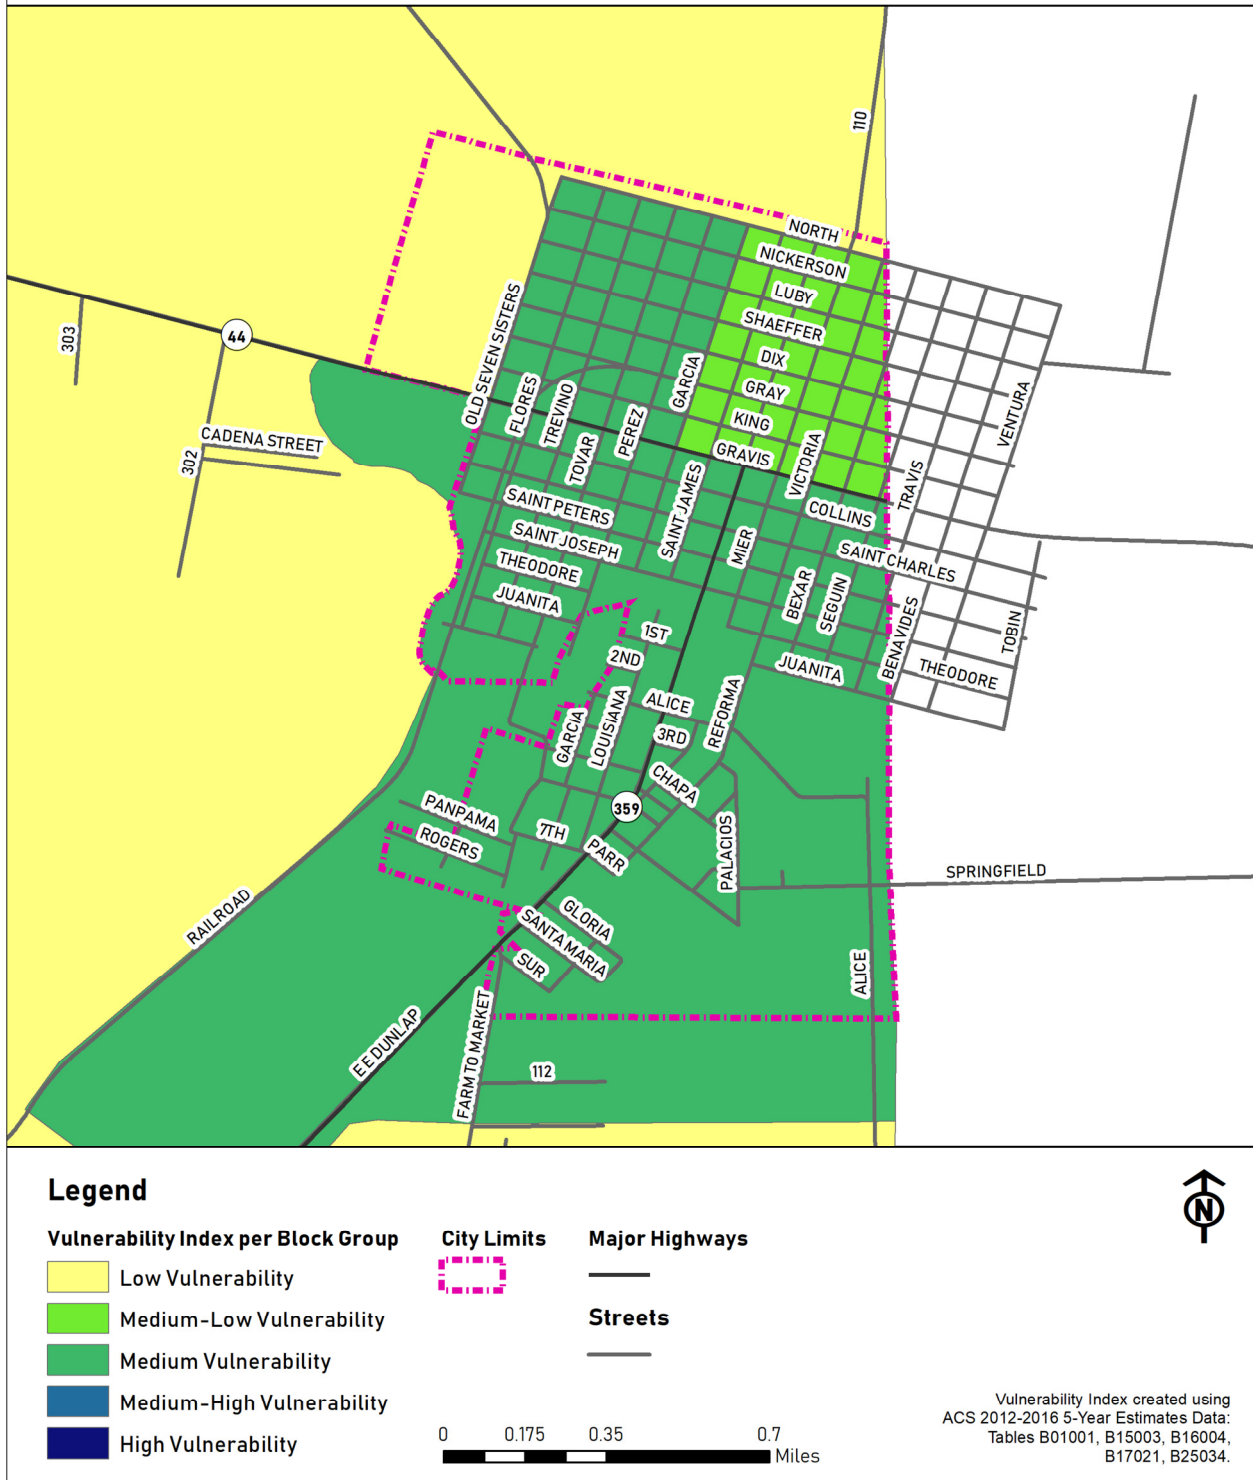 110
NORTH
NICKERSON
LUBY
SHAEFFER
303
44
OLD SEVEN SISTERS
DIX
GARCIA
GRAY
FLORES
TREVINO
PEREZ
KING
VENTURA
CADENA STREET
302
TOVAR
GRAVIS
VICTORIA
TRAVIS
SAINT PETERS
SAINT JAMES
COLLINS
SAINT JOSEPH
MIER
SAINT CHARLES
THEODORE
BEXAR
SEGUIN
JUANITA
BENAVIDES
TOBIN
1ST
2ND
JUANITA
THEODORE
ALICE
REFORMA
GARCIA
LOUISIANA
3RD
CHAPA
359
PANPAMA
ROGERS
7TH
PARR
PALACIOS
SPRINGFIELD
RAILROAD
GLORIA
SANTA MARIA
SUR
ALICE
EE DUNLAP
FARM TO MARKET
112
Legend
Vulnerability Index per Block Group
Low Vulnerability
Medium-Low Vulnerability
Medium Vulnerability
Medium-High Vulnerability
High Vulnerability
City Limits
Major Highways
Streets
0 0.175 0.35 0.7
Miles
N
Vulnerability Index created using
ACS 2012-2016 5-Year Estimates Data:
Tables B01001, B15003, B16004,
B17021, B25034.